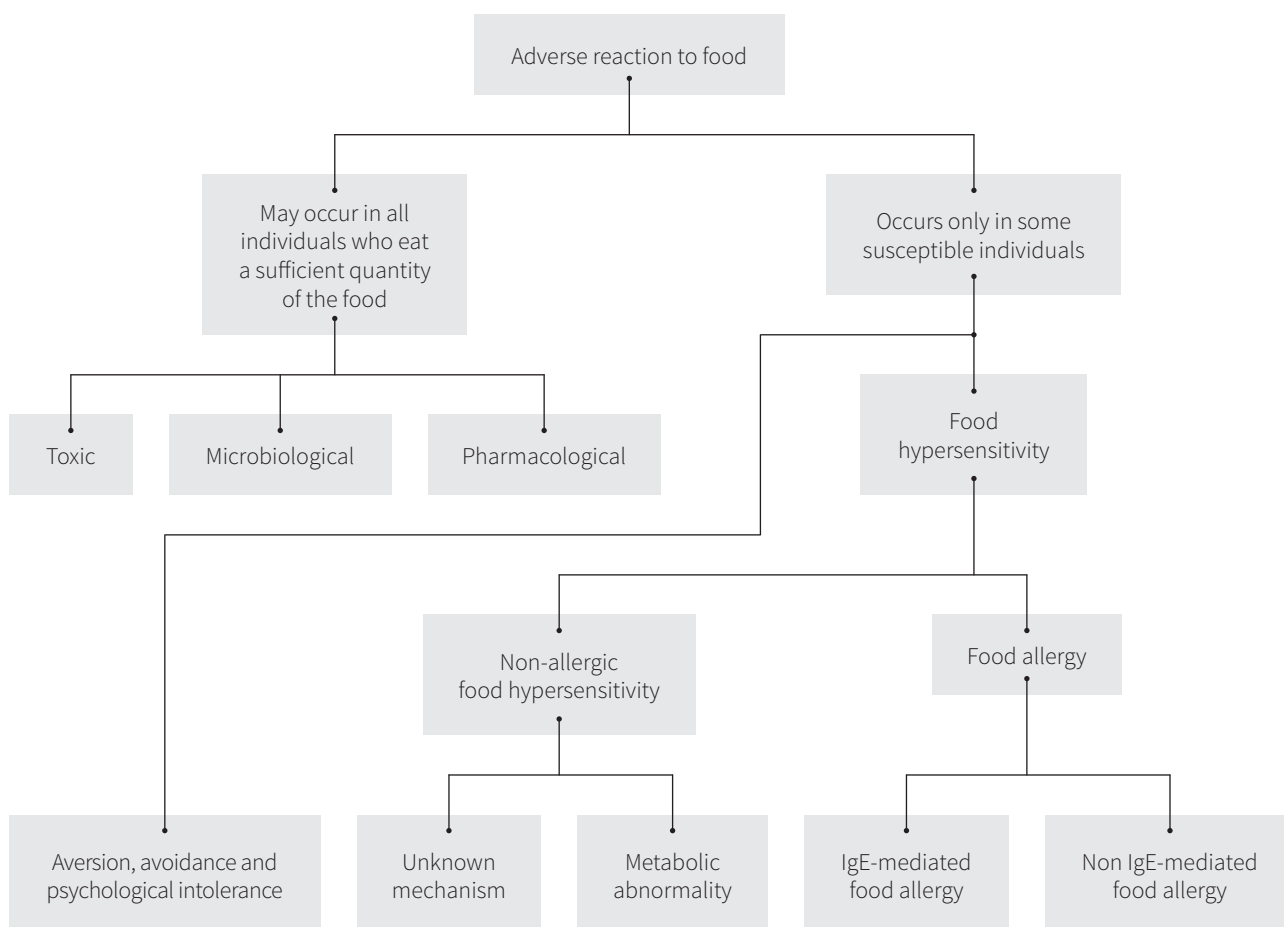 Adverse reaction to food
May occur in all
individuals who eat
a sufficient quantity
of the food
Occurs only in some
susceptible individuals
Toxic
Microbiological
Pharmacological
Food
hypersensitivity
Non-allergic
food hypersensitivity
Food allergy
Aversion, avoidance and
psychological intolerance
Unknown
mechanism
Metabolic
abnormality
IgE-mediated
food allergy
Non IgE-mediated
food allergy